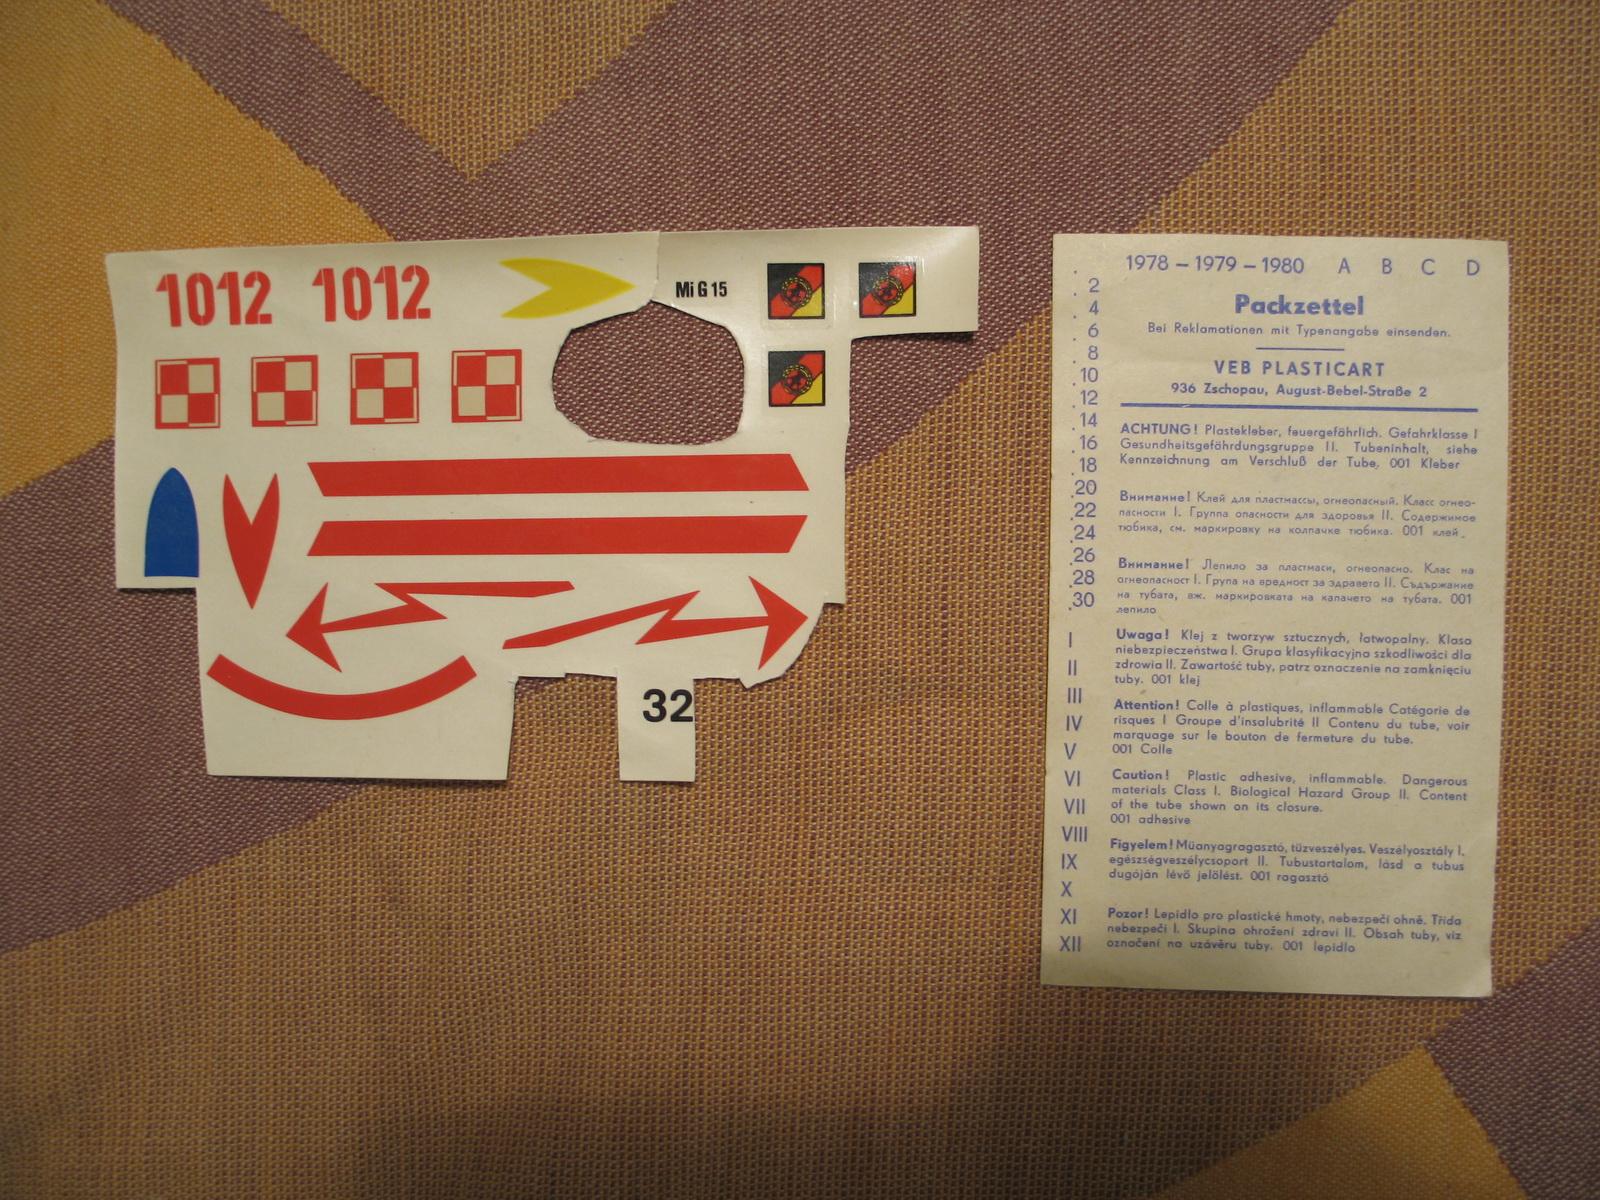 1012 1012
Mi G 15
32
1978 – 1979 – 1980 A B C D
. 2
. 4
. 6
. 8
. 10
. 12
. 14
. 16
. 18
.20
.22
.24
.26
.28
.30
I
II
III
IV
V
VI
VII
VIII
IX
X
XI
XII
Packzettel
Bei Reklamationen mit Typenangabe einsenden.
VEB PLASTICART
936 Zschopau, August-Bebel-Straße 2
ACHTUNG! Plastekleber, feuergefährlich. Gefahrklasse I
Gesundheitsgefährdungsgruppe II. Tubeninhalt, siehe
Kennzeichnung am Verschluß der Tube. 001 Kleber
Внимание! Клей для пластмассы, огнеопасный. Класс огнео-
пасности I. Группа опасности для здоровья II. Содержимое
тюбика, см. маркировку на колпачке тюбика. 001 клей.
Внимание! Лепило за пластмаси, огнеопасно. Клас на
огнеопасност I. Група на вредност за здравето II. Съдържание
на тубата, вж. маркировката на капачето на тубата. 001
лепило
Uwaga! Klej z tworzyw sztucznych, łatwopalny. Klasa
niebezpieczeństwa I. Grupa klasyfikacyjna szkodliwości dla
zdrowia II. Zawartość tuby, patrz oznaczenie na zamknięciu
tuby. 001 klej
Attention! Colle à plastiques, inflammable Catégorie de
risques I Groupe d'insalubrité II Contenu du tube, voir
marquage sur le bouton de fermeture du tube.
001 Colle
Caution! Plastic adhesive, inflammable. Dangerous
materials Class I. Biological Hazard Group II. Content
of the tube shown on its closure.
001 adhesive
Figyelem! Müanyagragasztó, tüzveszélyes. Veszélyosztály I.
egészségveszélycsoport II. Tubustartalom, lásd a tubus
dugóján lévő jelölést. 001 ragasztó
Pozor! Lepidlo pro plastické hmoty, nebezpečí ohně. Třída
nebezpečí I. Skupina ohrožení zdraví II. Obsah tuby, viz
označení na uzávěru tuby. 001 lepidlo